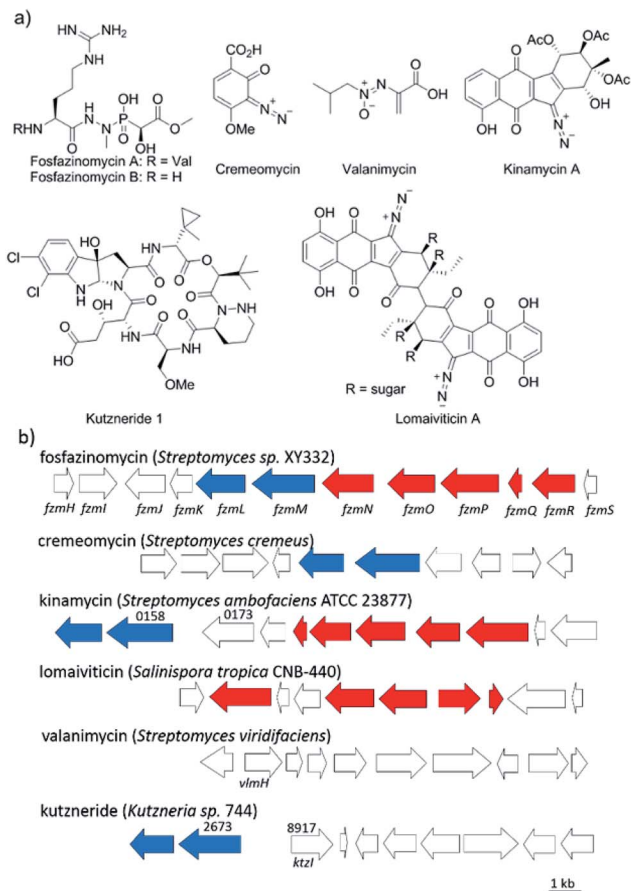 a)
HN
NH2
NH
RHN
O
H
N
N
OH
P
O
O
O
OH
Fosfazinomycin A: R = Val
Fosfazinomycin B: R = H
CO2H
O
N
+
N
−
OMe
Cremeomycin
N
+
N
O
−
O
OH
Valanimycin
AcO
OAc
OAc
OH
O
O
OH
N
+
N
−
Kinamycin A
Cl
Cl
HO
N
H
N
H
N
O
O
O
O
O
N
HN
OH
O
HO
O
HN
O
H
N
O
OMe
Kutzneride 1
OH
O
N
+
N
−
R
R
O
OH
O
O
O
OH
R
R
O
OH
N
+
N
−
R = sugar
Lomaiviticin A
b)
fosfazinomycin (Streptomyces sp. XY332)
fzmH fzmI fzmJ fzmK fzmL fzmM fzmN fzmO fzmP fzmQ fzmR fzmS
cremeomycin (Streptomyces cremeus)
kinamycin (Streptomyces ambofaciens ATCC 23877)
0158 0173
lomaiviticin (Salinispora tropica CNB-440)
valanimycin (Streptomyces viridifaciens)
vlmH
kutzneride (Kutzneria sp. 744)
2673 8917
ktzI
1 kb